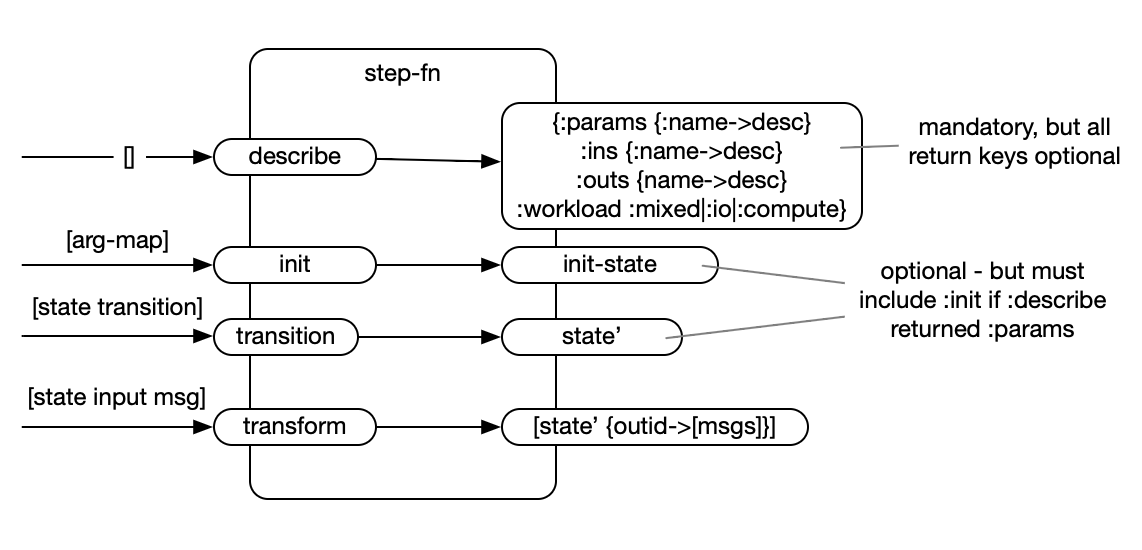 step-fn
[]
describe
{:params {:name->desc}
:ins {:name->desc}
:outs {name->desc}
:workload :mixed|:io|:compute}
mandatory, but all
return keys optional
[arg-map]
init
init-state
optional - but must
include :init if :describe
returned :params
[state transition]
transition
state’
[state input msg]
transform
[state’ {outid->[msgs]}]